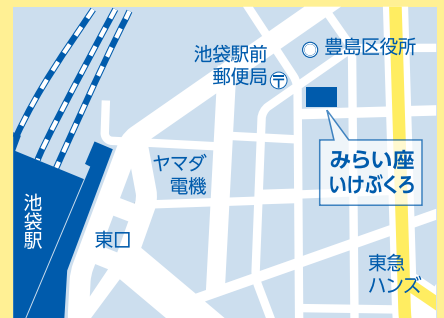 池袋駅前
郵便局〶
豊島区役所
みらい座
いけぶくろ
ヤマダ
電機
池袋駅
東口
東急
ハンズ